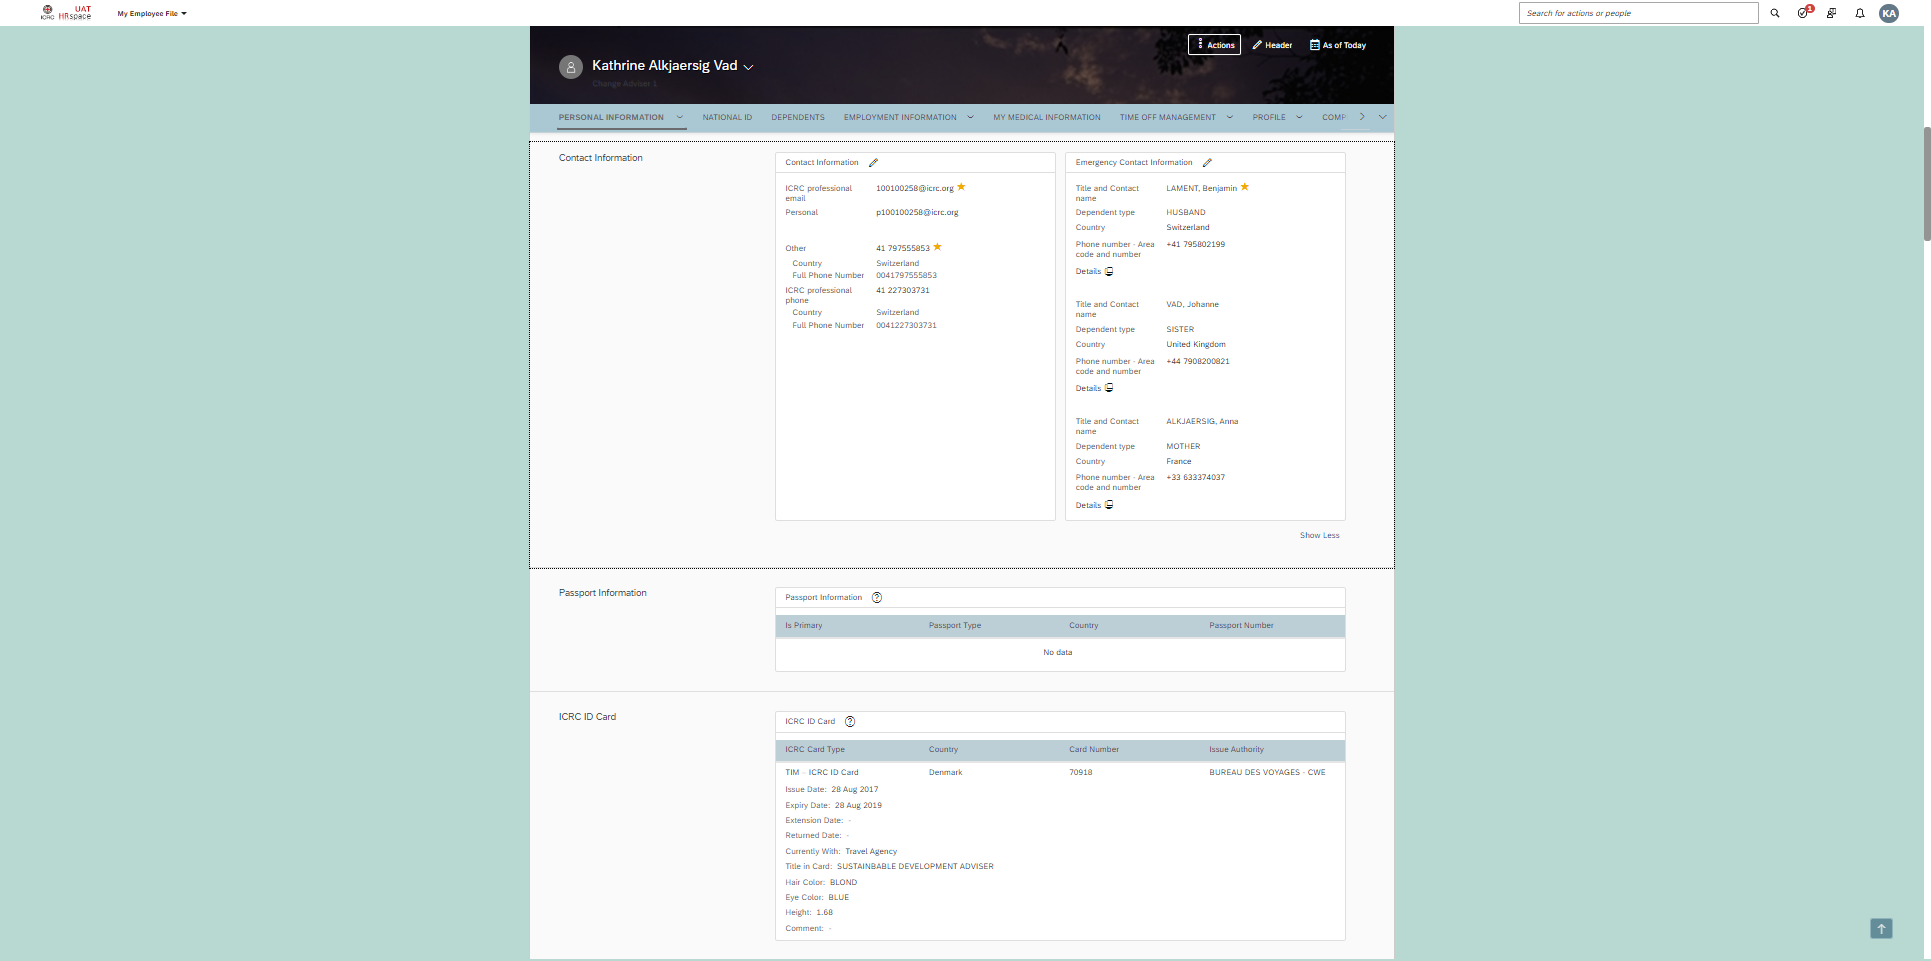 ICRC UAT HRspace My Employee File Search for actions or people 1 KA
Actions Header As of Today
Kathrine Alkjaersig Vad
Change Adviser 1
PERSONAL INFORMATION NATIONAL ID DEPENDENTS EMPLOYMENT INFORMATION MY MEDICAL INFORMATION TIME OFF MANAGEMENT PROFILE COMP
Contact Information
Contact Information
ICRC professional email 100100258@icrc.org
Personal p100100258@icrc.org
Other 41 797555853
Country Switzerland
Full Phone Number 0041797555853
ICRC professional phone 41 227303731
Country Switzerland
Full Phone Number 0041227303731
Emergency Contact Information
Title and Contact name LAMENT, Benjamin
Dependent type HUSBAND
Country Switzerland
Phone number - Area code and number +41 795802199
Details
Title and Contact name VAD, Johanne
Dependent type SISTER
Country United Kingdom
Phone number - Area code and number +44 7908200821
Details
Title and Contact name ALKJAERSIG, Anna
Dependent type MOTHER
Country France
Phone number - Area code and number +33 633374037
Details
Show Less
Passport Information
Passport Information ?
Is Primary Passport Type Country Passport Number
No data
ICRC ID Card
ICRC ID Card ?
ICRC Card Type Country Card Number Issue Authority
TIM - ICRC ID Card Denmark 70918 BUREAU DES VOYAGES - CWE
Issue Date: 28 Aug 2017
Expiry Date: 28 Aug 2019
Extension Date: -
Returned Date: -
Currently With: Travel Agency
Title in Card: SUSTAINBABLE DEVELOPMENT ADVISER
Hair Color: BLOND
Eye Color: BLUE
Height: 1.68
Comment: -